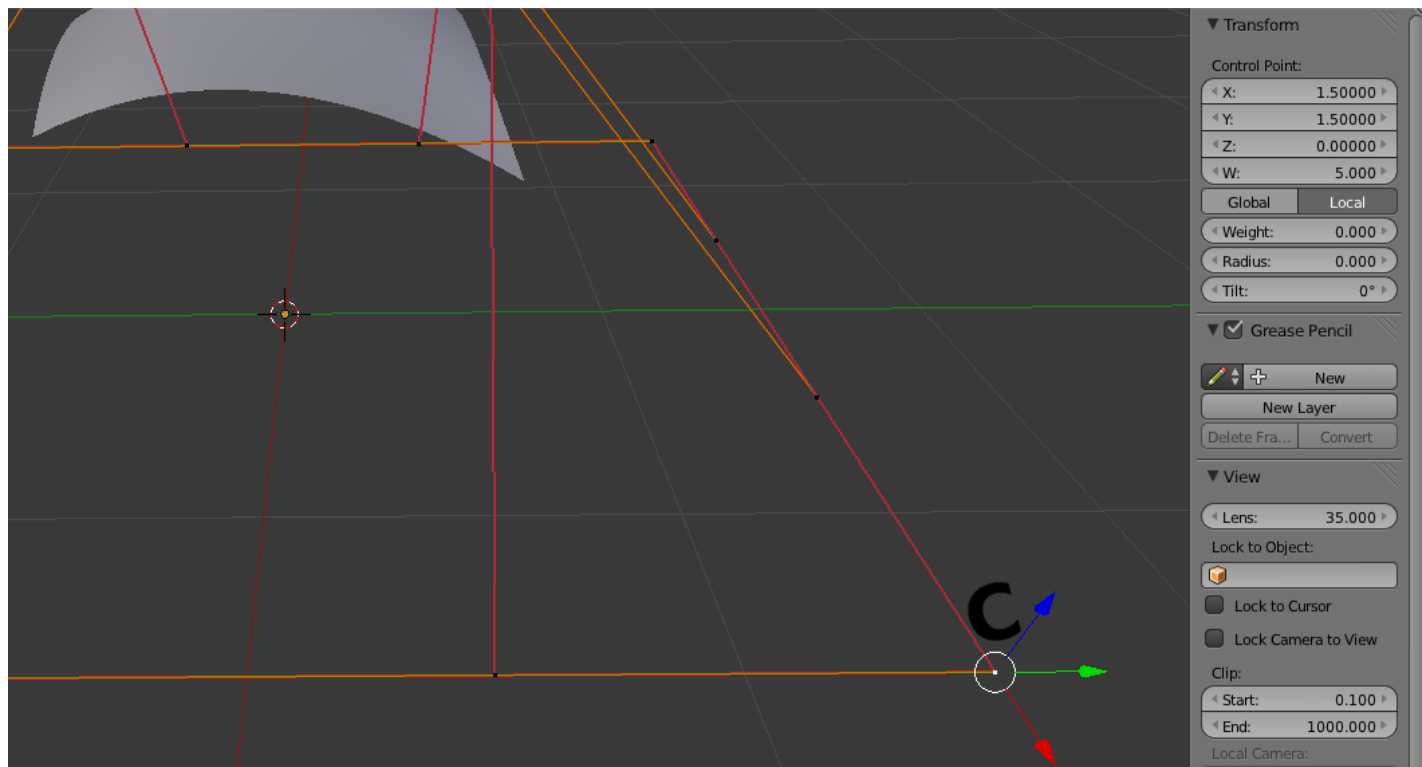 Transform
Control Point:
X: 1.50000
Y: 1.50000
Z: 0.00000
W: 5.000
Global Local
Weight: 0.000
Radius: 0.000
Tilt: 0°
Grease Pencil
New
New Layer
Delete Fra... Convert
View
Lens: 35.000
Lock to Object:
Lock to Cursor
Lock Camera to View
Clip:
Start: 0.100
End: 1000.000
Local Camera:
C